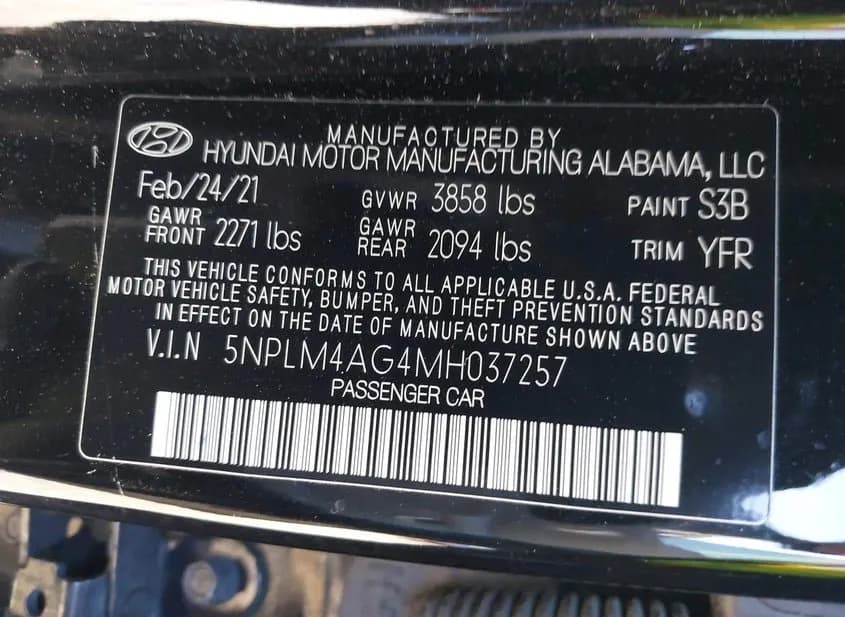 MANUFACTURED BY
HYUNDAI MOTOR MANUFACTURING ALABAMA, LLC
Feb/24/21 GVWR 3858 lbs PAINT S3B
GAWR FRONT 2271 lbs GAWR REAR 2094 lbs TRIM YFR
THIS VEHICLE CONFORMS TO ALL APPLICABLE U.S.A. FEDERAL
MOTOR VEHICLE SAFETY, BUMPER, AND THEFT PREVENTION STANDARDS
IN EFFECT ON THE DATE OF MANUFACTURE SHOWN ABOVE
V.I.N 5NPLM4AG4MH037257
PASSENGER CAR